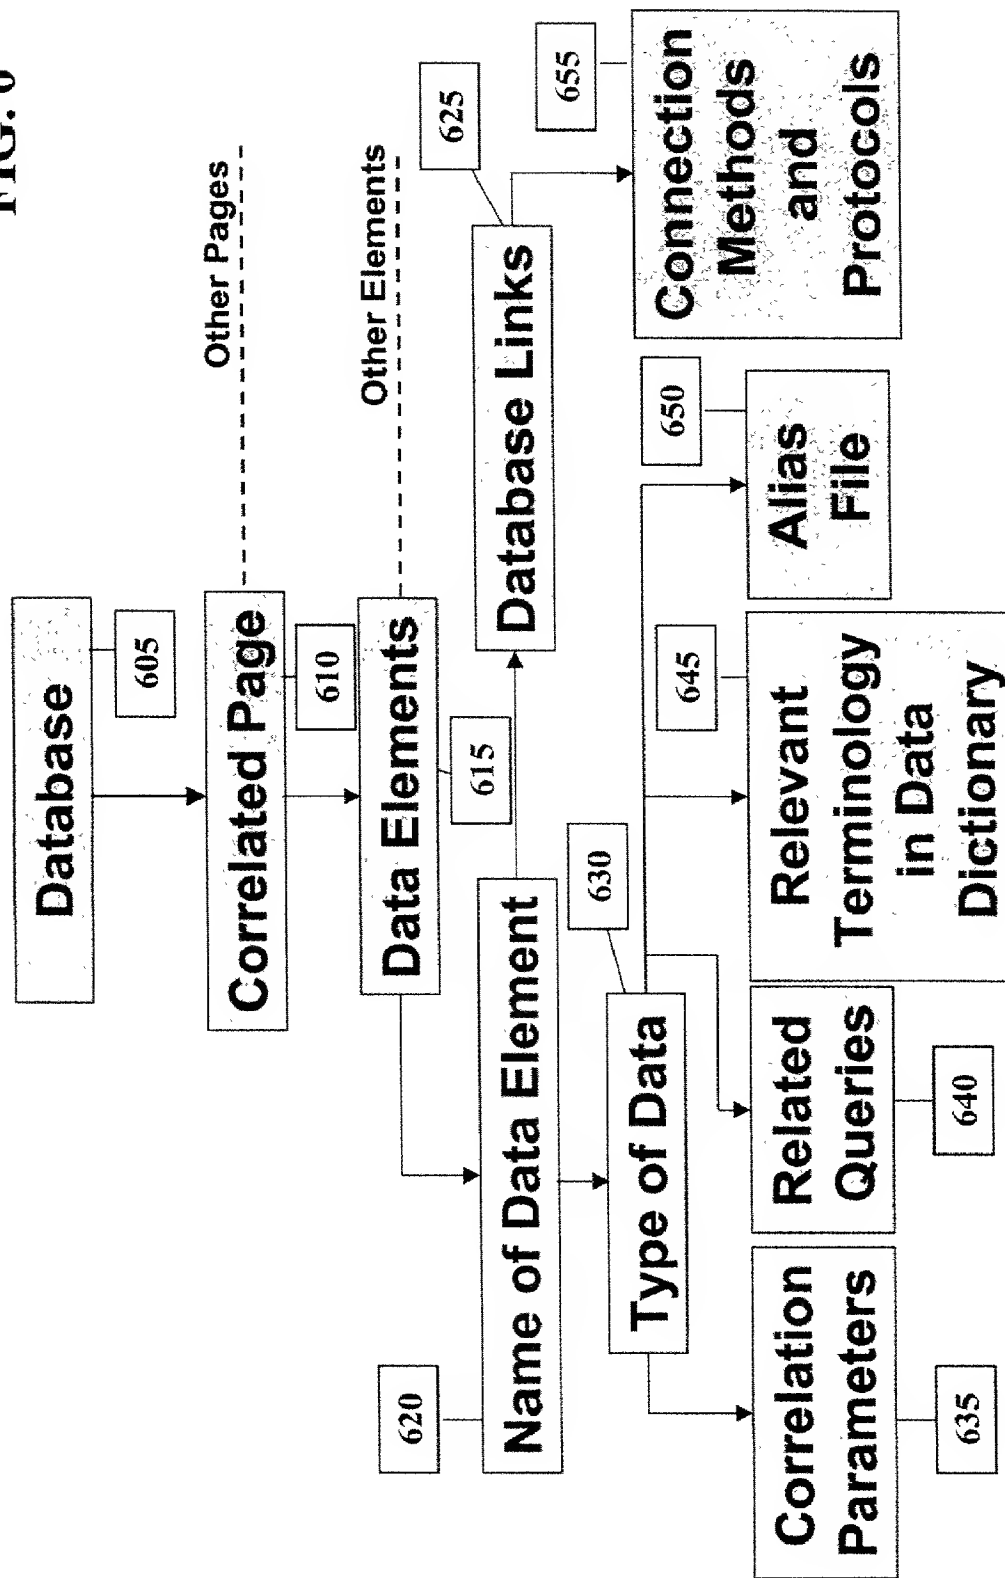 FIG. 6
Database
605
Other Pages
Correlated Page
610
Other Elements
Data Elements
615
625
620
Name of Data Element
Database Links
630
655
Type of Data
Connection
Methods
and
Protocols
635
Correlation
Parameters
640
Related
Queries
645
Relevant
Terminology
in Data
Dictionary
650
Alias
File